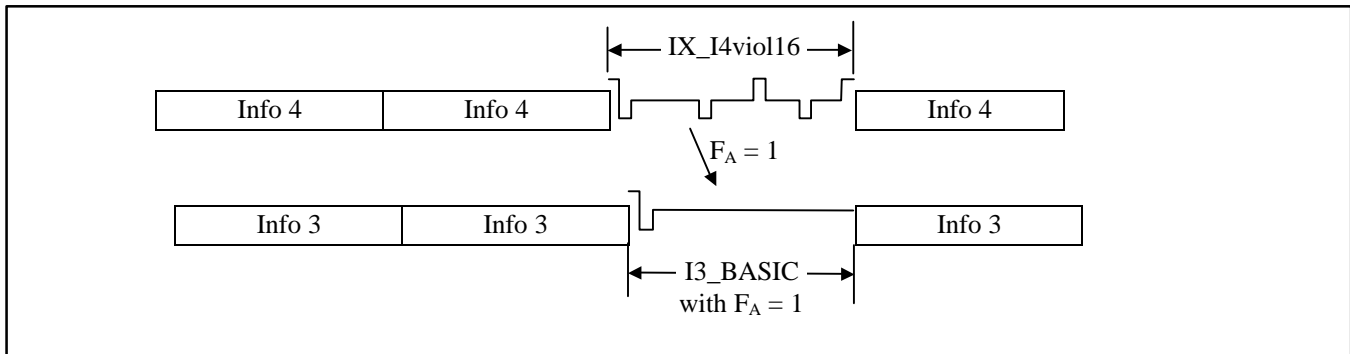 IX_I4viol16
Info 4 Info 4 Info 4
F_A = 1
Info 3 Info 3 Info 3
I3_BASIC
with F_A = 1